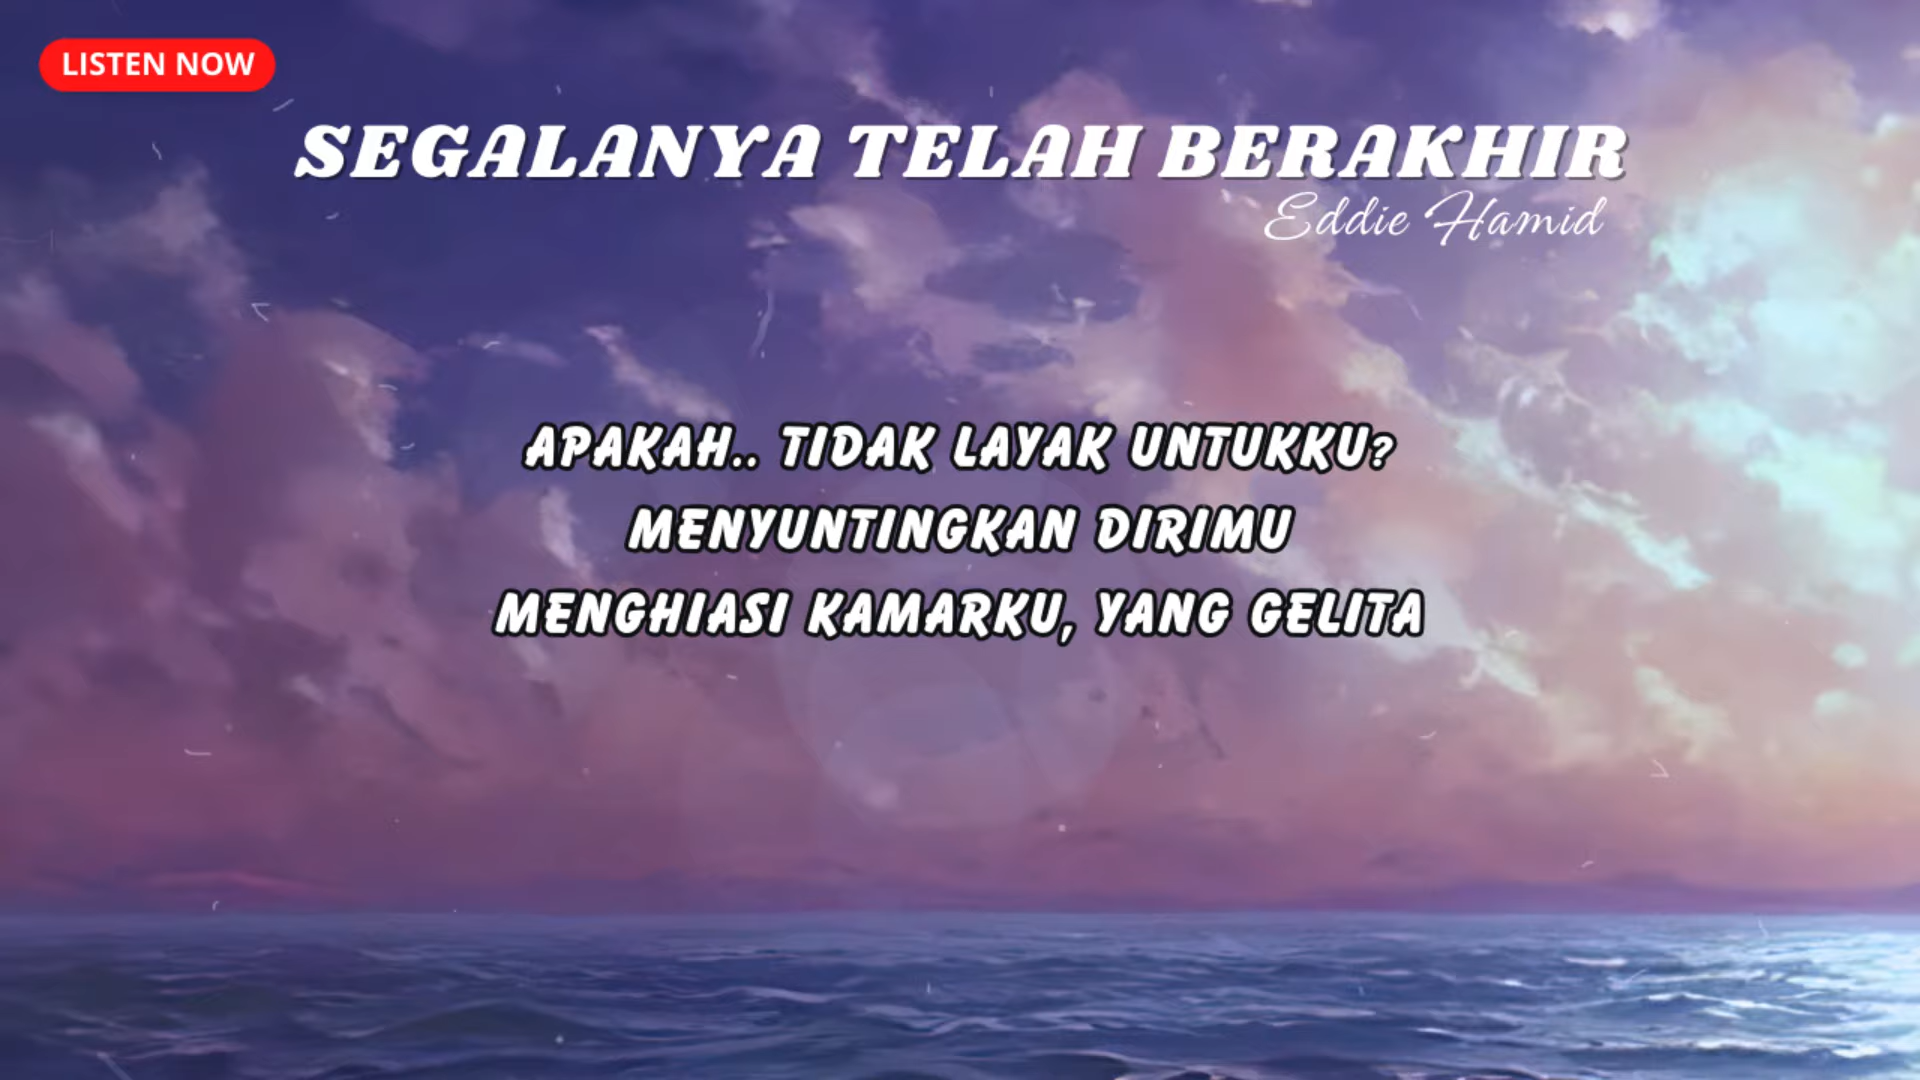 LISTEN NOW
SEGALANYA TELAH BERAKHIR
Eddie Hamid
APAKAH.. TIDAK LAYAK UNTUKKU?
MENYUNTINGKAN DIRIMU
MENGHIASI KAMARKU, YANG GELITA